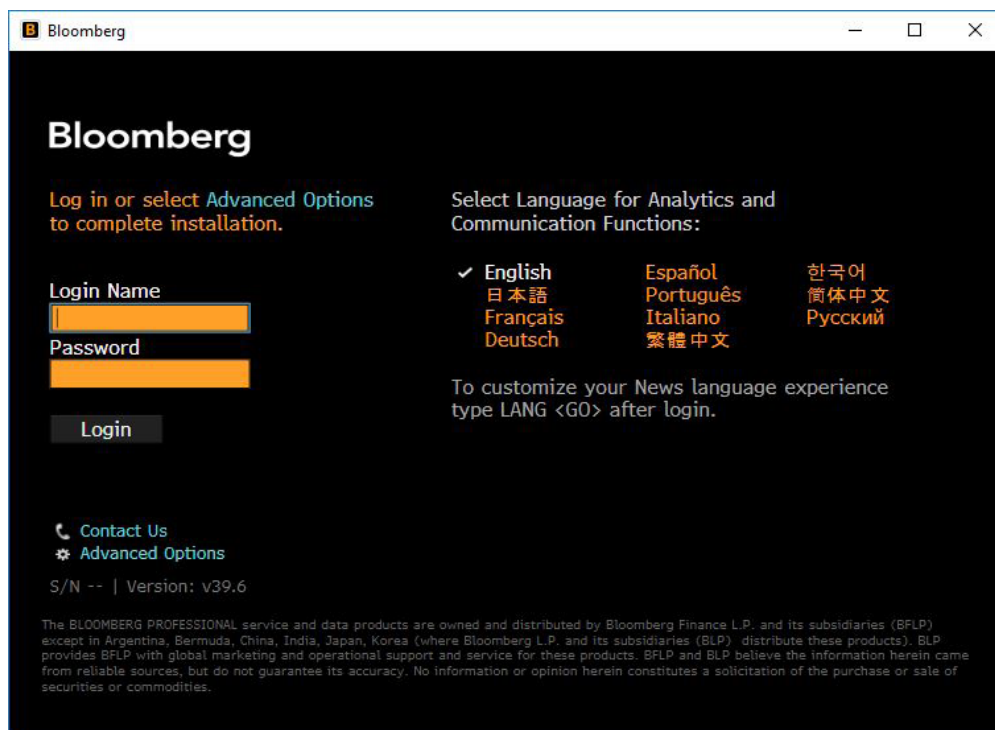 Bloomberg
Bloomberg
Log in or select Advanced Options
to complete installation.
Login Name
Password
Login
Select Language for Analytics and
Communication Functions:
✓ English Español 한국어
日本語 Português 简体中文
Français Italiano Русский
Deutsch 繁體中文
To customize your News language experience
type LANG <GO> after login.
Contact Us
Advanced Options
S/N -- | Version: v39.6
The BLOOMBERG PROFESSIONAL service and data products are owned and distributed by Bloomberg Finance L.P. and its subsidiaries (BFLP)
except in Argentina, Bermuda, China, India, Japan, Korea (where Bloomberg L.P. and its subsidiaries (BLP) distribute these products). BLP
provides BFLP with global marketing and operational support and service for these products. BFLP and BLP believe the information herein came
from reliable sources, but do not guarantee its accuracy. No information or opinion herein constitutes a solicitation of the purchase or sale of
securities or commodities.